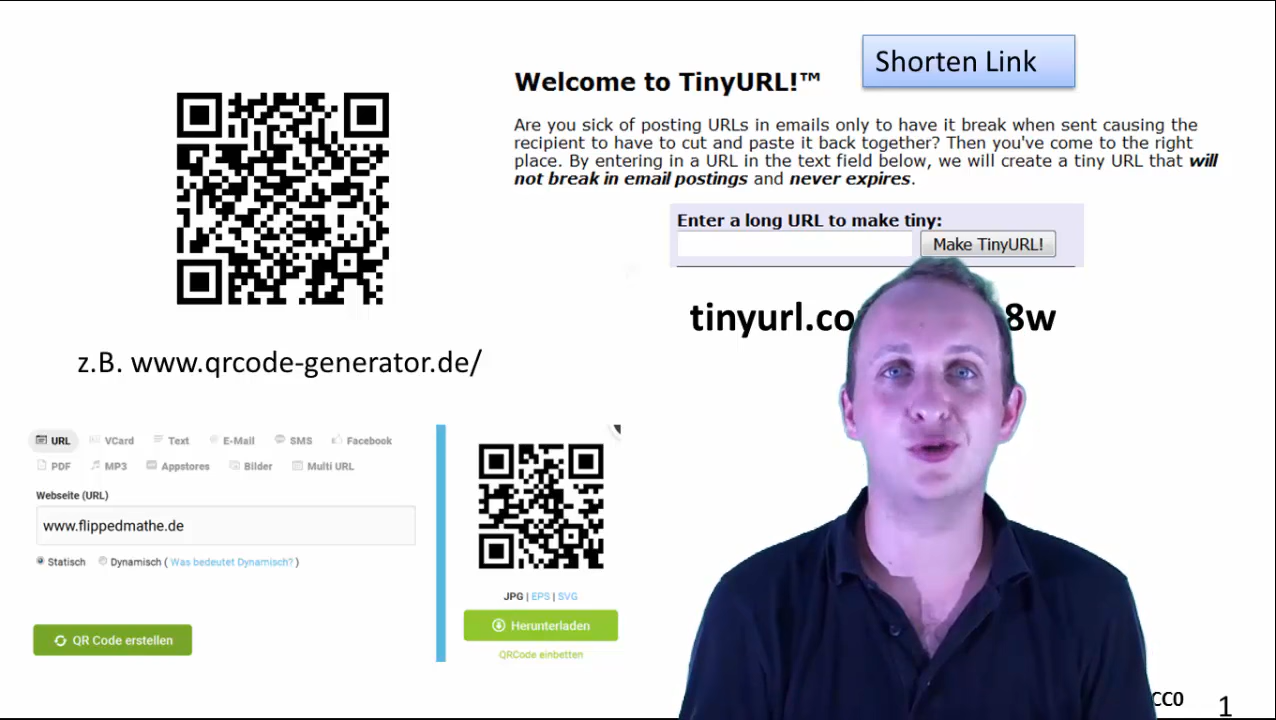 Shorten Link
Welcome to TinyURL!™
Are you sick of posting URLs in emails only to have it break when sent causing the
recipient to have to cut and paste it back together? Then you've come to the right
place. By entering in a URL in the text field below, we will create a tiny URL that will
not break in email postings and never expires.
Enter a long URL to make tiny:
Make TinyURL!
z.B. www.qrcode-generator.de/
URL VCard Text E-Mail SMS Facebook
PDF MP3 Appstores Bilder Multi URL
Webseite (URL)
www.flippedmathe.de
Statisch Dynamisch ( Was bedeutet Dynamisch? )
QR Code erstellen
JPG | EPS | SVG
Herunterladen
QRCode einbetten
CC0
1